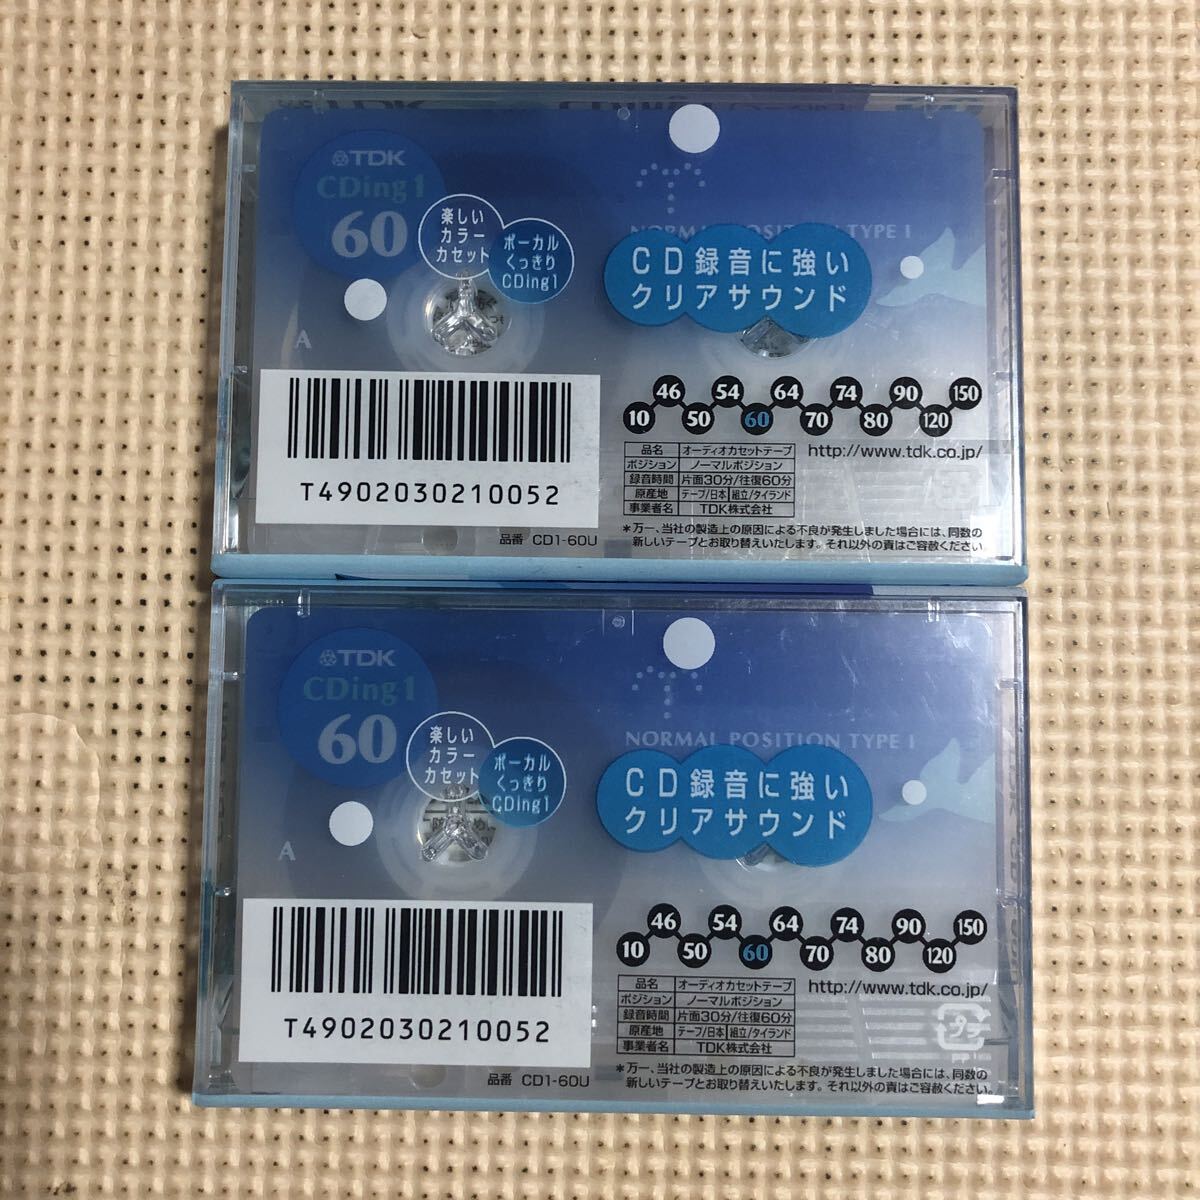 TDK
CDing1
60
楽しい
カラー
カセット
ボーカル
くっきり
CDing1
NORMAL POSITION TYPE I
CD録音に強い
クリアサウンド
A
T4902030210052
46 54 64 74 90 150
10 50 60 70 80 120
品名 オーディオカセットテープ
ポジション ノーマルポジション
録音時間 片面30分/往復60分
原産地 テープ/日本 組立/タイランド
事業者名 TDK株式会社
http://www.tdk.co.jp/
品番 CD1-60U
*万一、当社の製造上の原因による不良が発生しました場合には、同数の
新しいテープとお取り替えいたします。それ以外の責はご容赦ください。
TDK
CDing1
60
楽しい
カラー
カセット
ボーカル
くっきり
CDing1
NORMAL POSITION TYPE I
CD録音に強い
クリアサウンド
A
T4902030210052
46 54 64 74 90 150
10 50 60 70 80 120
品名 オーディオカセットテープ
ポジション ノーマルポジション
録音時間 片面30分/往復60分
原産地 テープ/日本 組立/タイランド
事業者名 TDK株式会社
http://www.tdk.co.jp/
プラ
品番 CD1-60U
*万一、当社の製造上の原因による不良が発生しました場合には、同数の
新しいテープとお取り替えいたします。それ以外の責はご容赦ください。